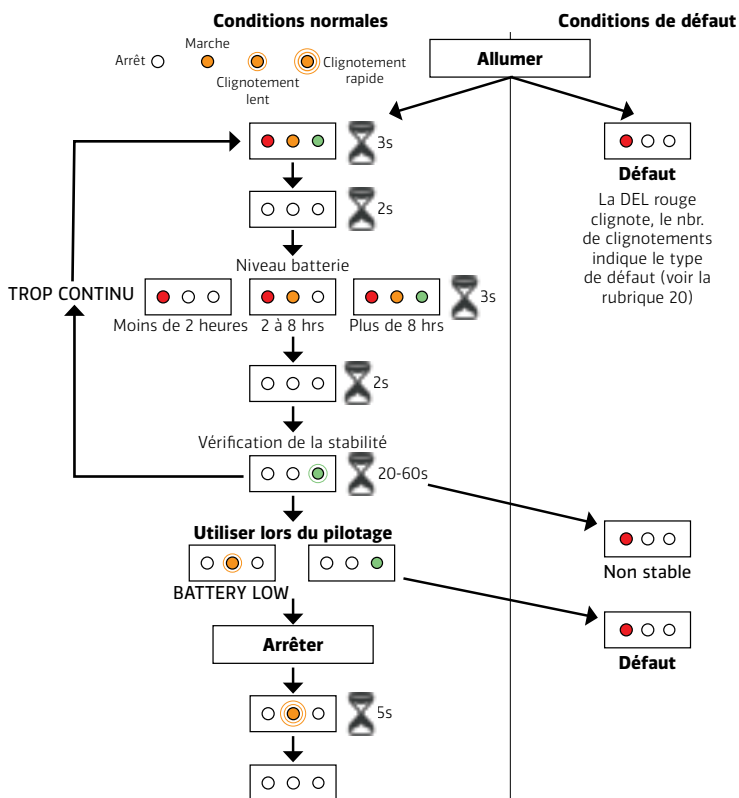 Conditions normales
Conditions de défaut
Arrêt
Marche
Clignotement
lent
Clignotement
rapide
Allumer
3s
Défaut
La DEL rouge
clignote, le nbr.
de clignotements
indique le type
de défaut (voir la
rubrique 20)
2s
Niveau batterie
TROP CONTINU
3s
Moins de 2 heures
2 à 8 hrs
Plus de 8 hrs
2s
Vérification de la stabilité
20-60s
Utiliser lors du pilotage
Non stable
BATTERY LOW
Arrêter
Défaut
5s